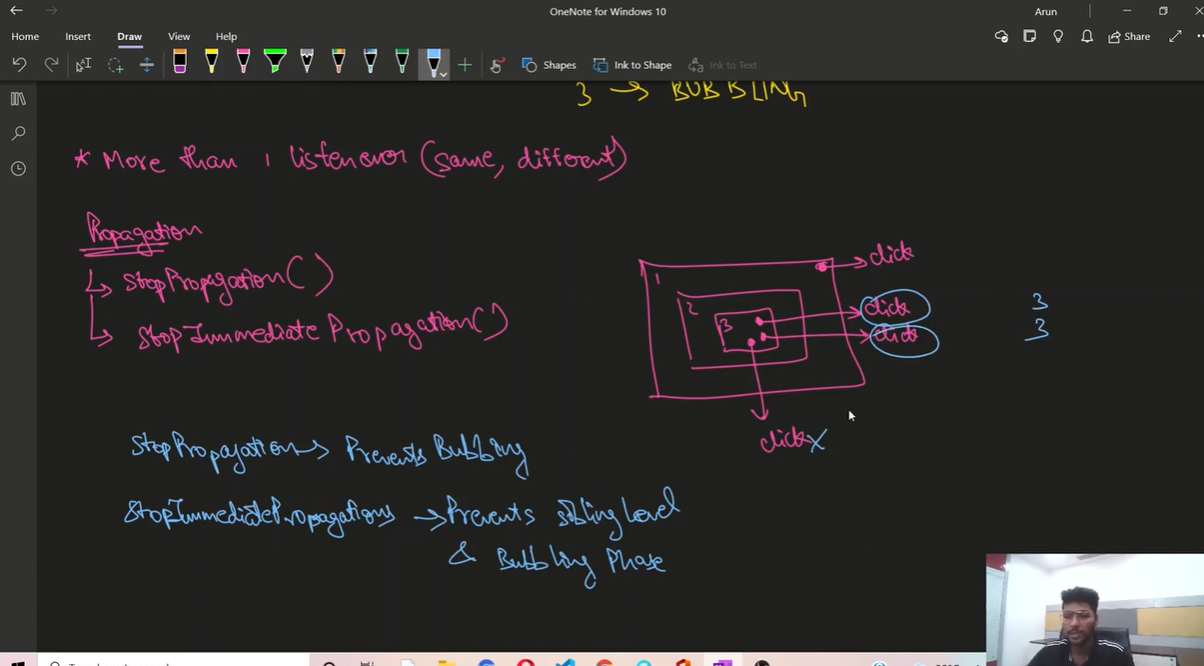 OneNote for Windows 10
Arun
Home Insert Draw View Help
Share
Shapes
Ink to Shape
Ink to Text
3 → BUBBLING
* More than 1 listenever (same, different)
Propagation
stopPropagation()
stopImmediatePropagation()
click
1
2
click
3
3
click
3
click X
StopPropagation → Prevents Bubbling
StopImmediatePropagations → Prevents sibling Level
& Bubbling Phase